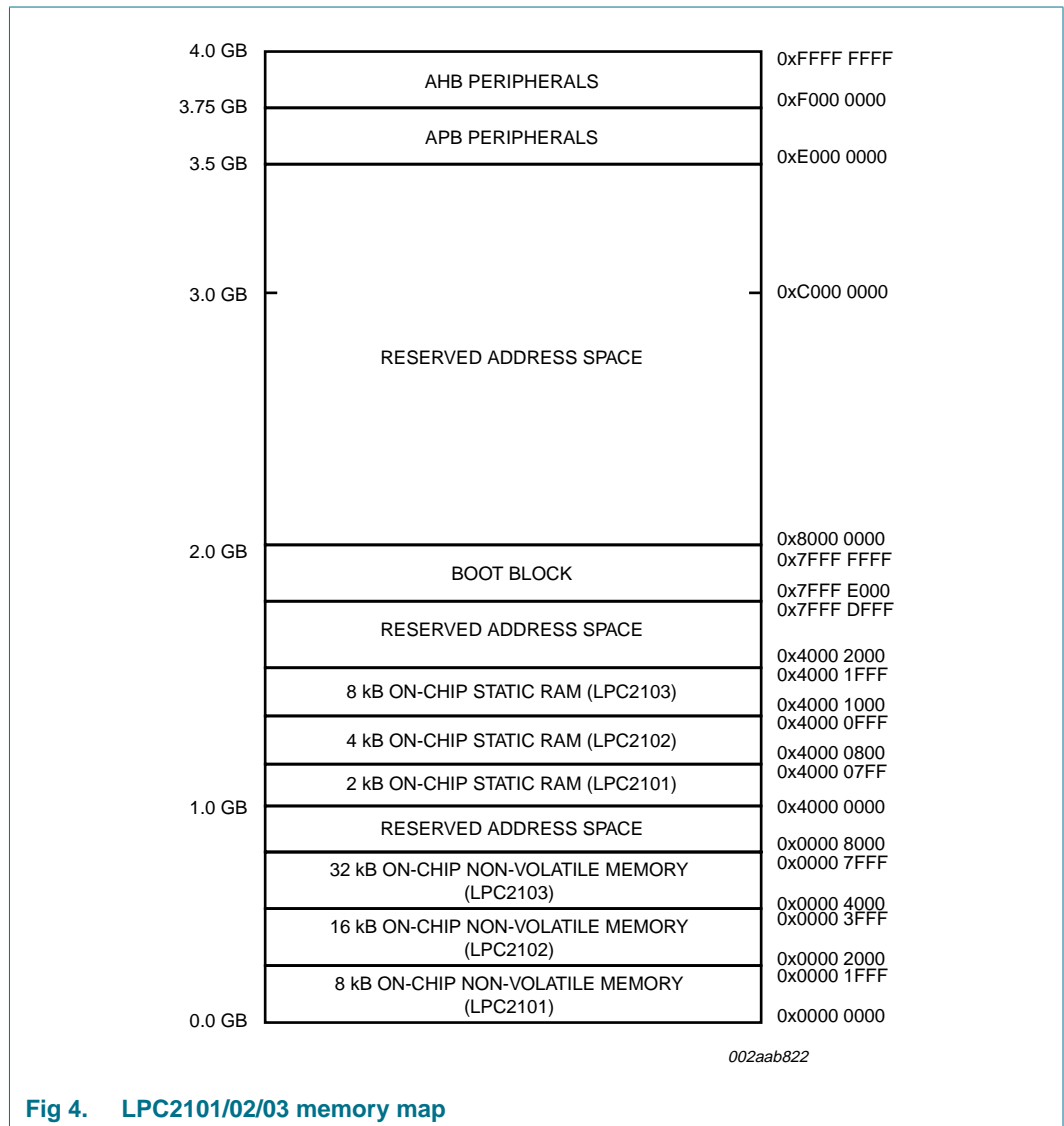 4.0 GB
0xFFFF FFFF
AHB PERIPHERALS
3.75 GB
0xF000 0000
APB PERIPHERALS
3.5 GB
0xE000 0000
3.0 GB
0xC000 0000
RESERVED ADDRESS SPACE
0x8000 0000
2.0 GB
0x7FFF FFFF
BOOT BLOCK
0x7FFF E000
0x7FFF DFFF
RESERVED ADDRESS SPACE
0x4000 2000
0x4000 1FFF
8 kB ON-CHIP STATIC RAM (LPC2103)
0x4000 1000
0x4000 0FFF
4 kB ON-CHIP STATIC RAM (LPC2102)
0x4000 0800
0x4000 07FF
2 kB ON-CHIP STATIC RAM (LPC2101)
1.0 GB
0x4000 0000
RESERVED ADDRESS SPACE
0x0000 8000
0x0000 7FFF
32 kB ON-CHIP NON-VOLATILE MEMORY
(LPC2103)
0x0000 4000
0x0000 3FFF
16 kB ON-CHIP NON-VOLATILE MEMORY
(LPC2102)
0x0000 2000
0x0000 1FFF
8 kB ON-CHIP NON-VOLATILE MEMORY
(LPC2101)
0.0 GB
0x0000 0000
002aab822
Fig 4. LPC2101/02/03 memory map